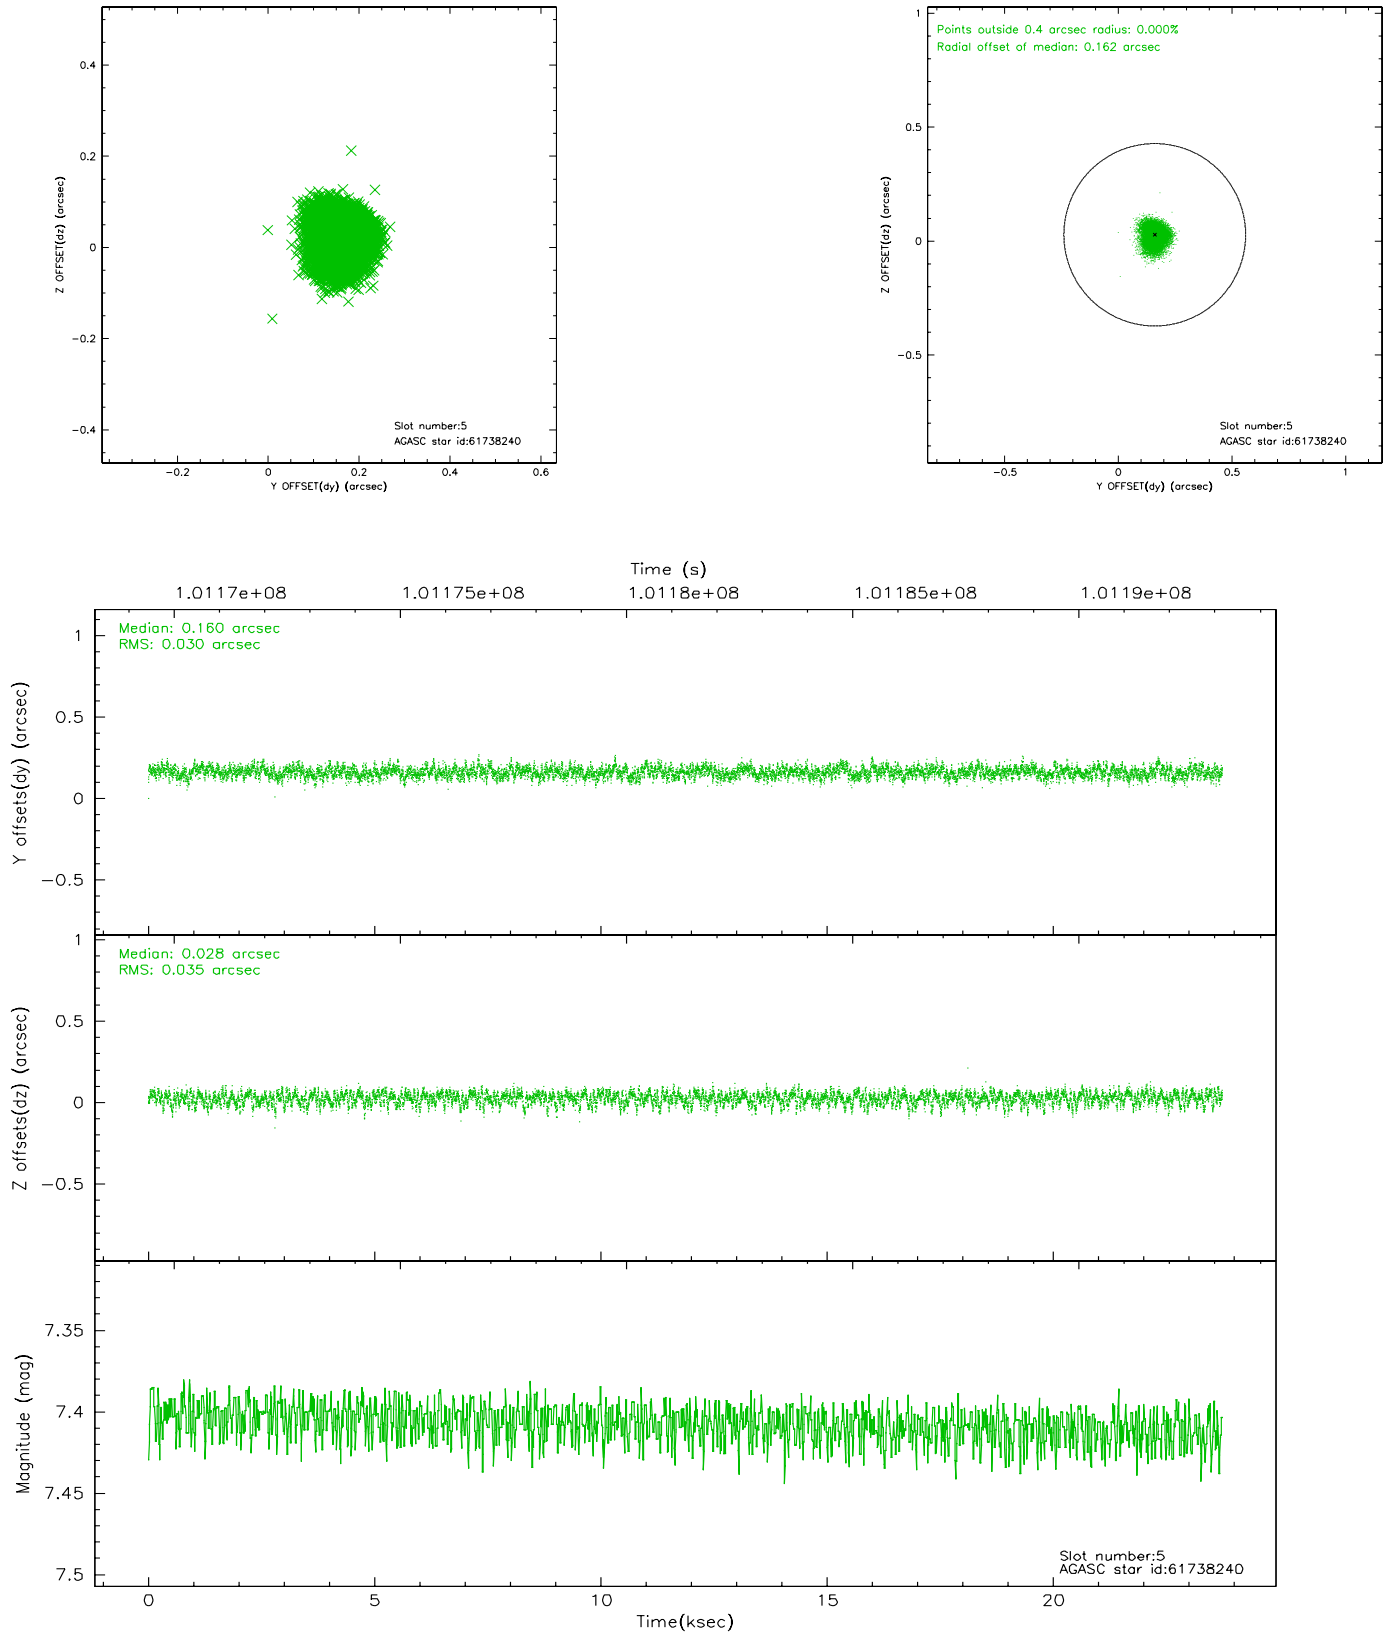 0.4
0.2
0
−0.2
−0.4
Z OFFSET(dz) (arcsec)
Slot number:5
AGASC star id:61738240
−0.2 0 0.2 0.4 0.6
Y OFFSET(dy) (arcsec)
Points outside 0.4 arcsec radius: 0.000%
Radial offset of median: 0.162 arcsec
1
0.5
0
−0.5
Z OFFSET(dz) (arcsec)
Slot number:5
AGASC star id:61738240
−0.5 0 0.5 1
Y OFFSET(dy) (arcsec)
Time (s)
1.0117e+08 1.01175e+08 1.0118e+08 1.01185e+08 1.0119e+08
Median: 0.160 arcsec
RMS: 0.030 arcsec
1
0.5
0
−0.5
Y offsets(dy) (arcsec)
Median: 0.028 arcsec
RMS: 0.035 arcsec
1
0.5
0
−0.5
Z offsets(dz) (arcsec)
7.35
7.4
7.45
7.5
Magnitude (mag)
Slot number:5
AGASC star id:61738240
0 5 10 15 20
Time(ksec)